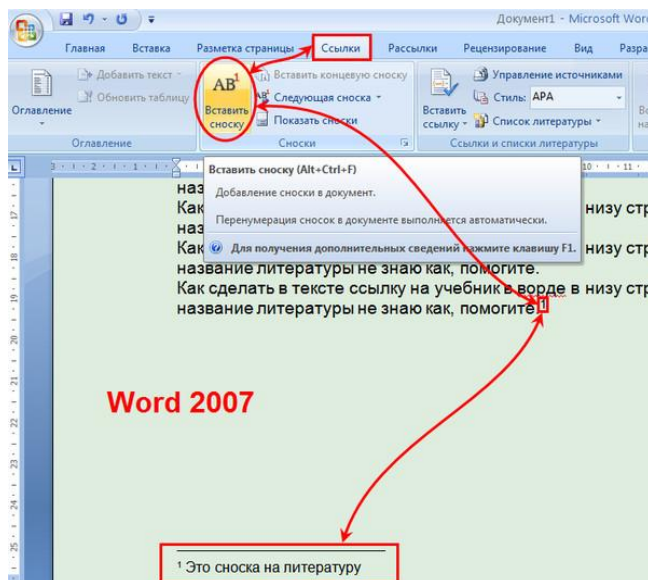 Документ1 - Microsoft Word
Главная Вставка Разметка страницы Ссылки Рассылки Рецензирование Вид
Добавить текст
Обновить таблицу
Оглавление
Оглавление
AB1
Вставить сноску
Вставить концевую сноску
Следующая сноска
Показать сноски
Сноски
Вставить ссылку
Управление источниками
Стиль: APA
Список литературы
Ссылки и списки литературы
Вставить сноску (Alt+Ctrl+F)
Добавление сноски в документ.
Перенумерация сносок в документе выполняется автоматически.
Для получения дополнительных сведений нажмите клавишу F1.
наз
Как низу стр
наз
Как низу стр
название литературы не знаю как, помогите.
Как сделать в тексте ссылку на учебник в ворде в низу стр
название литературы не знаю как, помогите 1
Word 2007
1 Это сноска на литературу